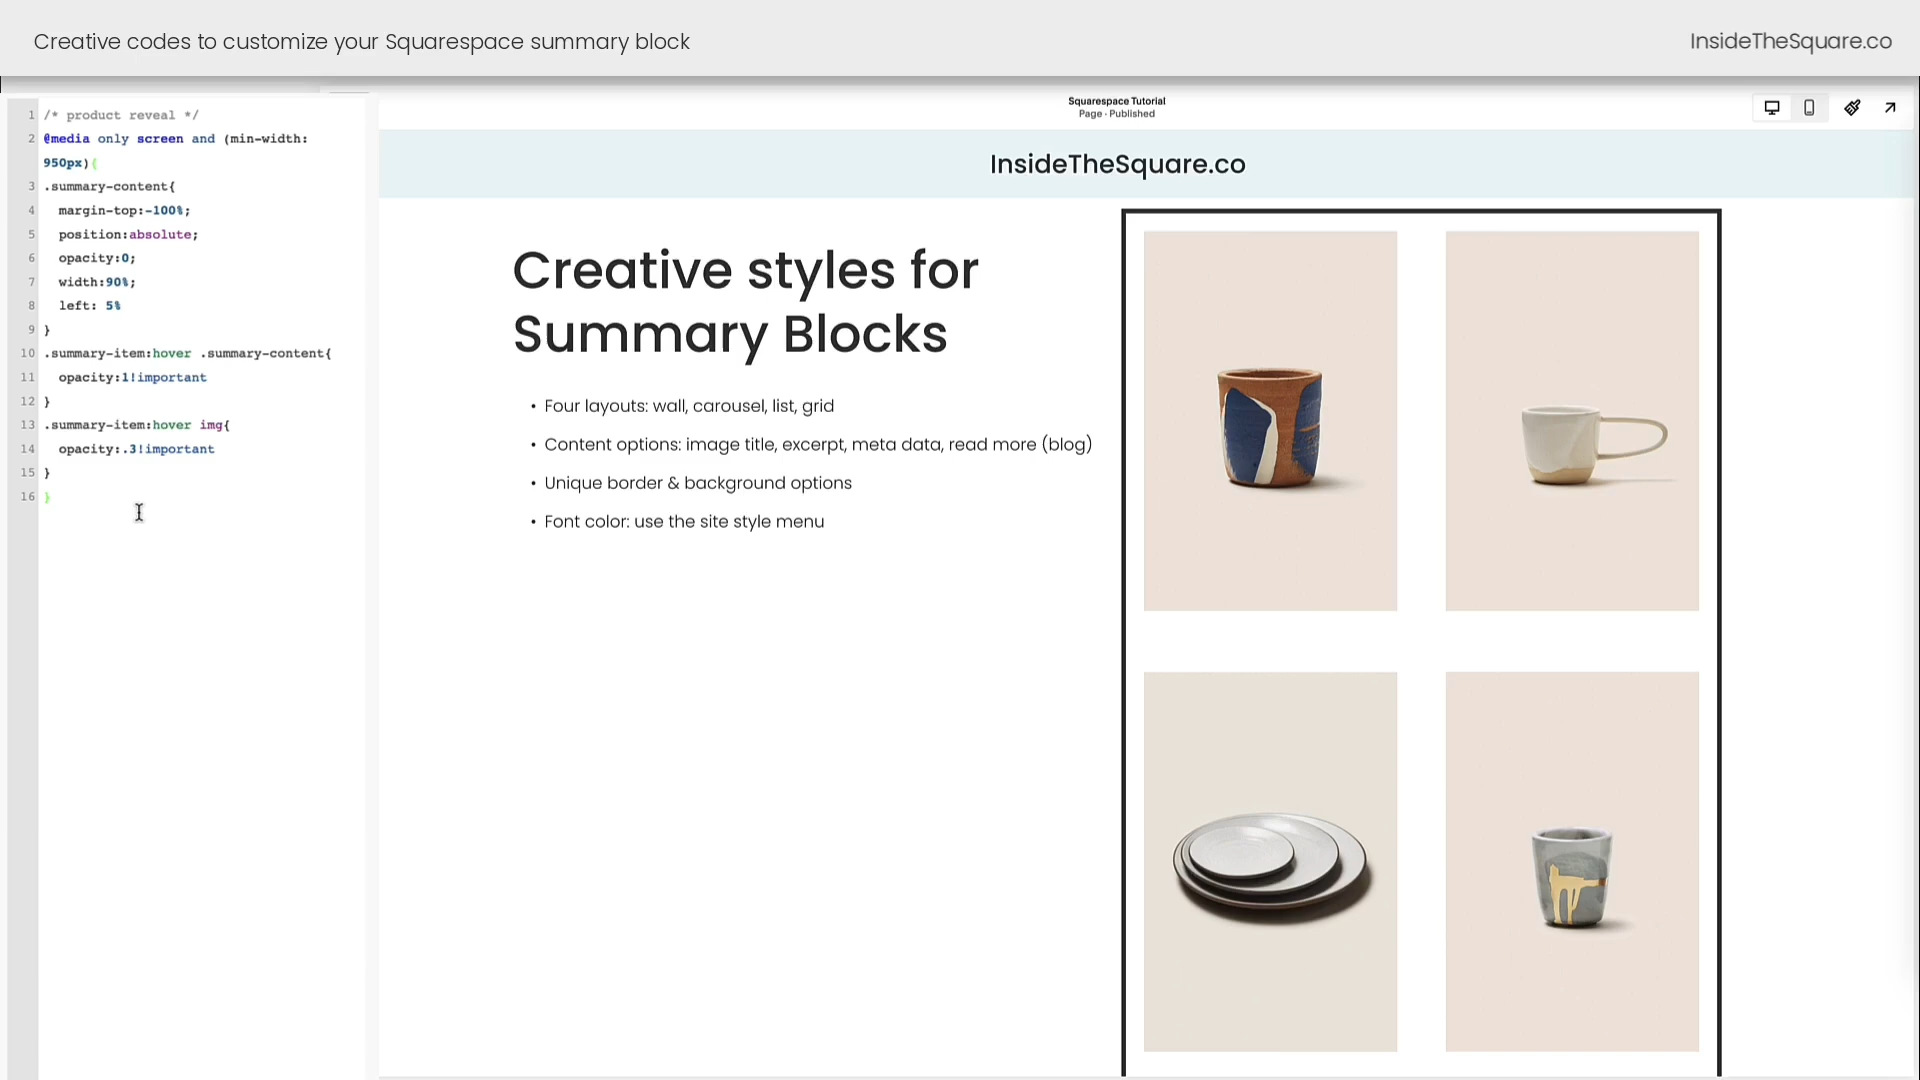 Creative codes to customize your Squarespace summary block
InsideTheSquare.co
1 /* product reveal */
2 @media only screen and (min-width:
950px){
3 .summary-content{
4 margin-top:-100%;
5 position:absolute;
6 opacity:0;
7 width:90%;
8 left: 5%
9 }
10 .summary-item:hover .summary-content{
11 opacity:1!important
12 }
13 .summary-item:hover img{
14 opacity:.3!important
15 }
16 }
Squarespace Tutorial
Page · Published
InsideTheSquare.co
Creative styles for
Summary Blocks
• Four layouts: wall, carousel, list, grid
• Content options: image title, excerpt, meta data, read more (blog)
• Unique border & background options
• Font color: use the site style menu